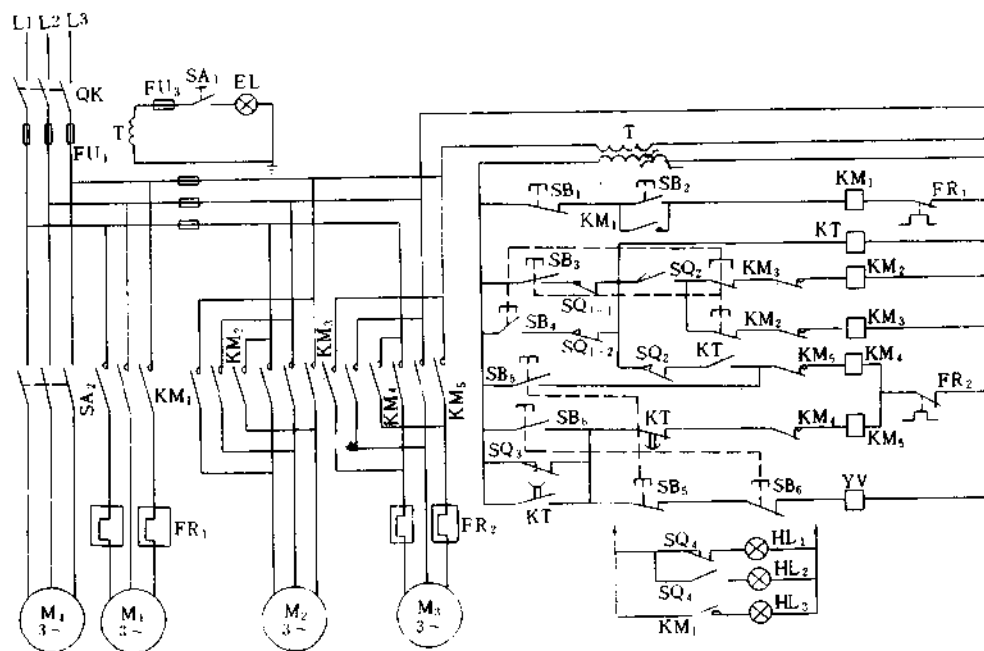 L1 L2 L3
QK
FU₁
FU₃ SA₁ EL
T
T
SB₁ SB₂ KM₁ FR₁
KM₁
KT
SB₃ SQ₂ KM₃ KM₂
SQ₁₋₁
SB₄ SQ₁₋₂ KM₂ KM₃
SQ₂ KT KM₅ KM₄
SB₅ FR₂
SB₆ KT KM₄ KM₅
SQ₃
KT SB₅ SB₆ YV
SQ₄ HL₁
SQ₄ HL₂
KM₁ HL₃
SA₂ KM₁ KM₂ KM₃ KM₄ KM₅
FR₁ FR₂
M₄ 3~
M₁ 3~
M₂ 3~
M₃ 3~